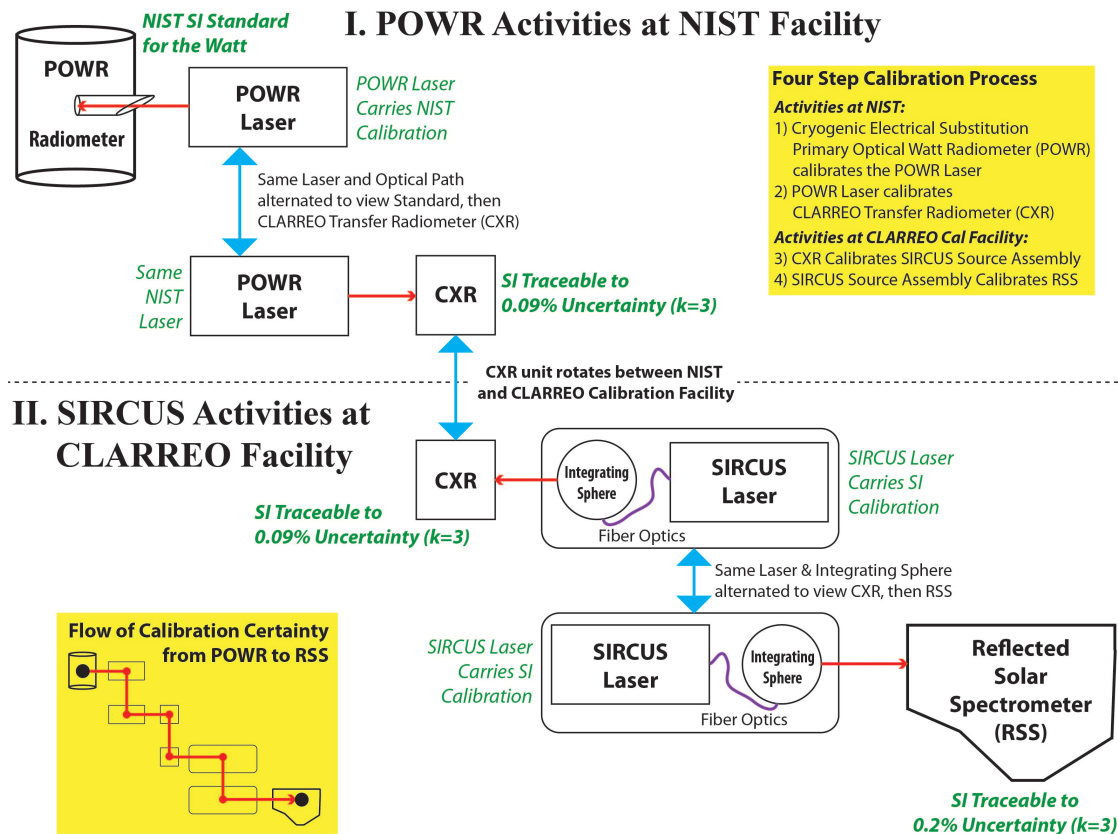 I. POWR Activities at NIST Facility
NIST SI Standard
for the Watt
POWR
Radiometer
POWR
Laser
POWR Laser
Carries NIST
Calibration
Same Laser and Optical Path
alternated to view Standard, then
CLARREO Transfer Radiometer (CXR)
Same
NIST
Laser
POWR
Laser
CXR
SI Traceable to
0.09% Uncertainty (k=3)
Four Step Calibration Process
Activities at NIST:
1) Cryogenic Electrical Substitution
Primary Optical Watt Radiometer (POWR)
calibrates the POWR Laser
2) POWR Laser calibrates
CLARREO Transfer Radiometer (CXR)
Activities at CLARREO Cal Facility:
3) CXR Calibrates SIRCUS Source Assembly
4) SIRCUS Source Assembly Calibrates RSS
CXR unit rotates between NIST
and CLARREO Calibration Facility
II. SIRCUS Activities at
CLARREO Facility
CXR
SI Traceable to
0.09% Uncertainty (k=3)
Integrating
Sphere
SIRCUS
Laser
Fiber Optics
SIRCUS Laser
Carries SI
Calibration
Same Laser & Integrating Sphere
alternated to view CXR, then RSS
SIRCUS Laser
Carries SI
Calibration
SIRCUS
Laser
Integrating
Sphere
Fiber Optics
Reflected
Solar
Spectrometer
(RSS)
SI Traceable to
0.2% Uncertainty (k=3)
Flow of Calibration Certainty
from POWR to RSS